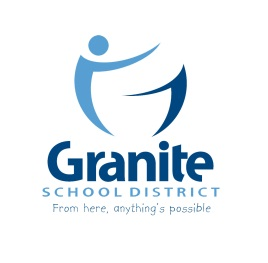 Granite
SCHOOL DISTRICT
From here, anything's possible